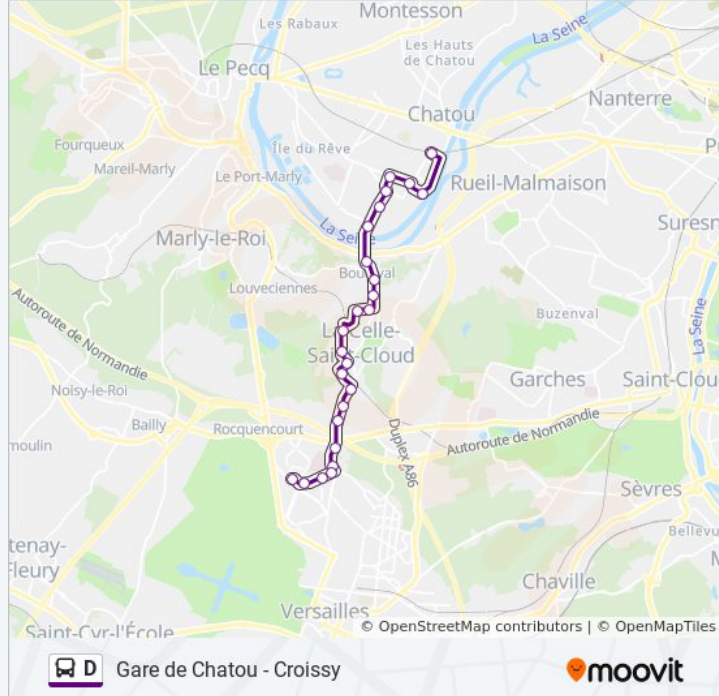 Montesson
Les Rabaux
La Seine
Les Hauts
de Chatou
Le Pecq
Nanterre
Chatou
Fourqueux
Île du Rêve
Mareil-Marly
Le Port-Marly
Rueil-Malmaison
Suresn
La Seine
Marly-le-Roi
Louveciennes
Autoroute de Normandie
La Celle-
Saint-Cloud
Buzenval
La Seine
Garches
Saint-Clou
Noisy-le-Roi
Bailly
Rocquencourt
Duplex A86
Autoroute de Normandie
moulin
Sèvres
Bellevu
tenay-
Fleury
Chaville
Versailles
Saint-Cyr-l'École
© OpenStreetMap contributors | © OpenMapTiles
D Gare de Chatou - Croissy
moovit